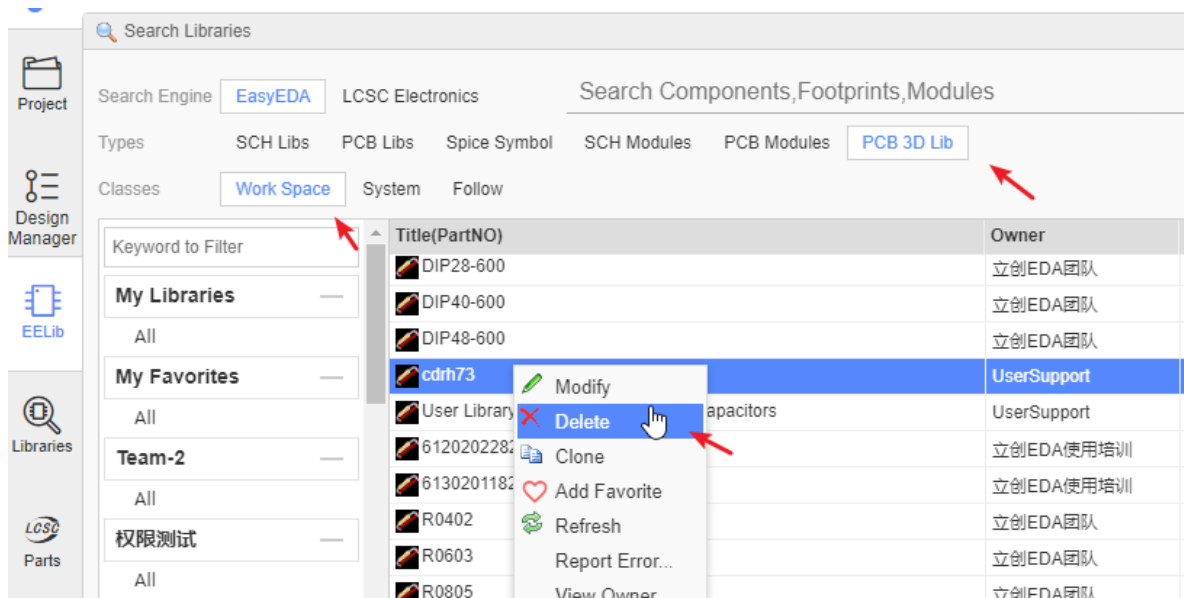 Search Libraries
Project
Search Engine EasyEDA LCSC Electronics Search Components,Footprints,Modules
Types SCH Libs PCB Libs Spice Symbol SCH Modules PCB Modules PCB 3D Lib
Classes Work Space System Follow
Design
Manager
Keyword to Filter
Title(PartNO) Owner
DIP28-600 立创EDA团队
My Libraries
DIP40-600 立创EDA团队
EELib
All
DIP48-600 立创EDA团队
My Favorites
cdrh73 UserSupport
Modify
All
User Library apacitors UserSupport
Delete
Libraries
Team-2
6120202282 立创EDA使用培训
Clone
All
6130201182 立创EDA使用培训
Add Favorite
LCSC
Parts
权限测试
R0402 立创EDA团队
Refresh
R0603 立创EDA团队
Report Error...
All
R0805 立创EDA团队
View Owner